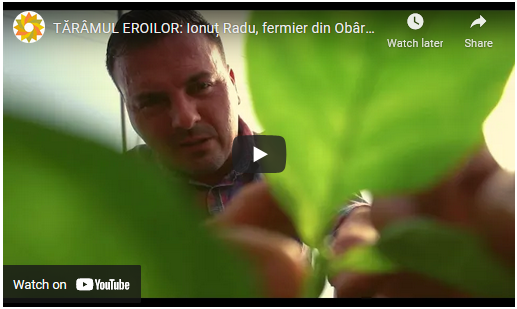 TĂRÂMUL EROILOR: Ionuț Radu, fermier din Obâr...
Watch later
Share
Watch on YouTube